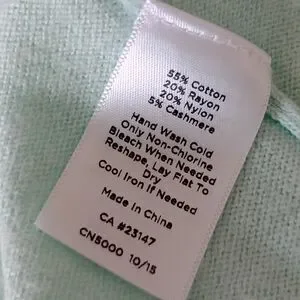 55% Cotton
20% Rayon
20% Nylon
5% Cashmere
Hand Wash Cold
Only Non-Chlorine
Bleach When Needed
Reshape, Lay Flat To
Dry
Cool Iron If Needed
Made In China
CA #23147
CN5000 10/15